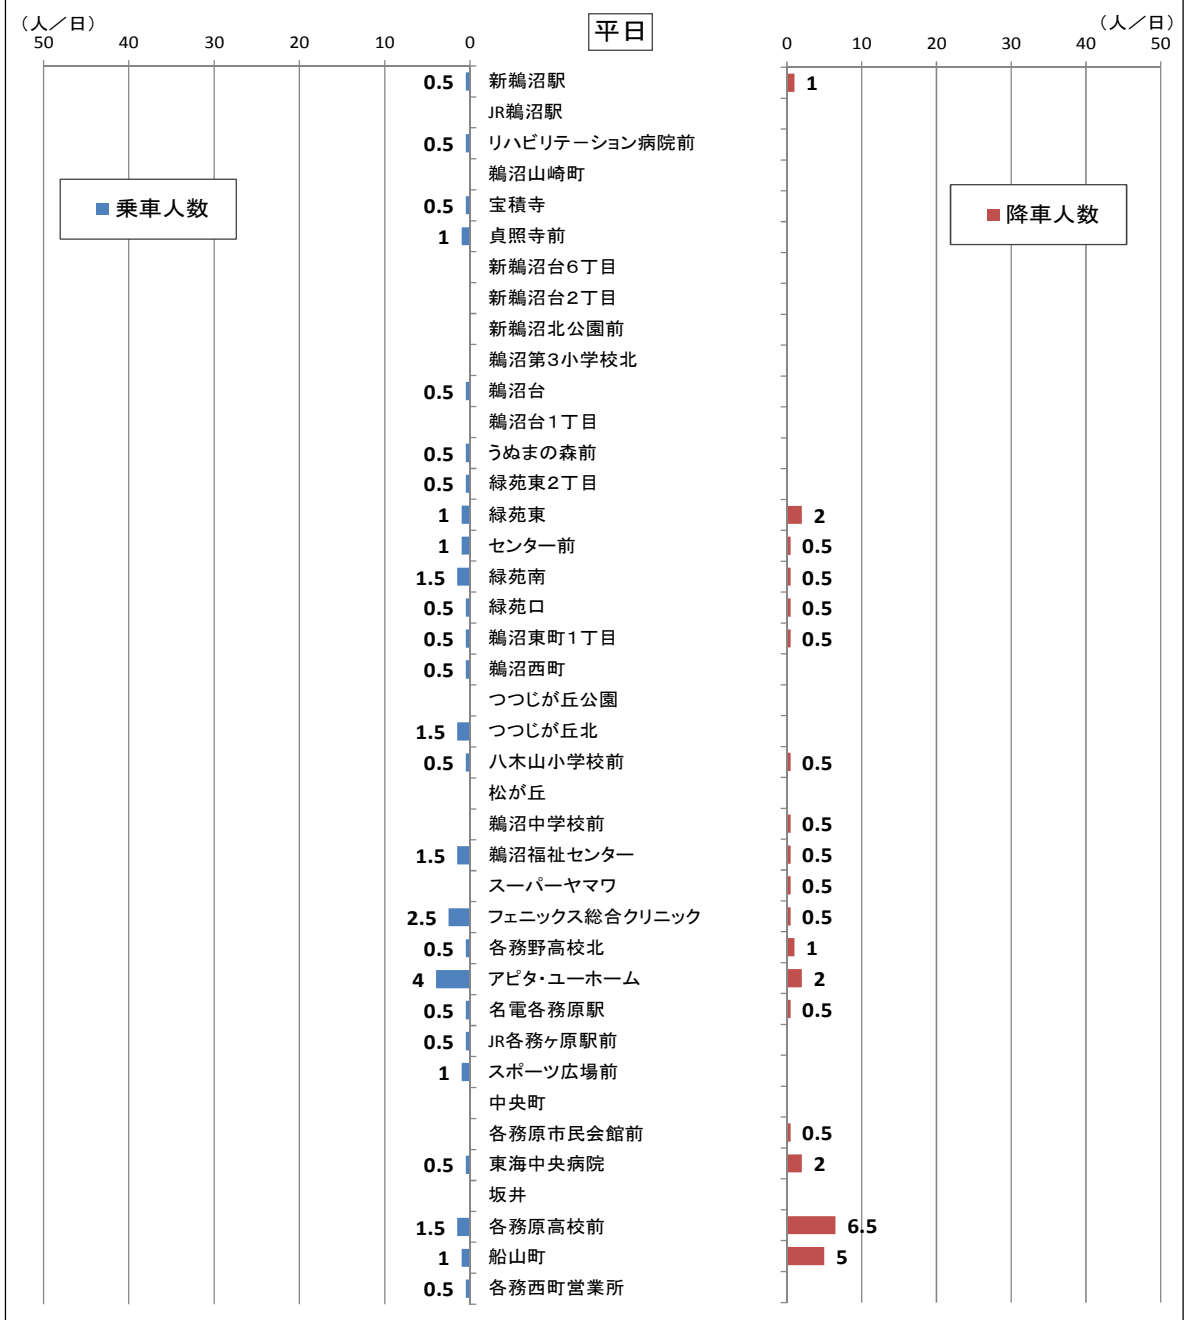 （人／日）
平日
（人／日）
50 40 30 20 10 0
0 10 20 30 40 50
0.5 新鵜沼駅 1
JR鵜沼駅
0.5 リハビリテーション病院前
鵜沼山崎町
乗車人数
降車人数
0.5 宝積寺
1 貞照寺前
新鵜沼台6丁目
新鵜沼台2丁目
新鵜沼北公園前
鵜沼第3小学校北
0.5 鵜沼台
鵜沼台1丁目
0.5 うぬまの森前
0.5 緑苑東2丁目
1 緑苑東 2
1 センター前 0.5
1.5 緑苑南 0.5
0.5 緑苑口 0.5
0.5 鵜沼東町1丁目 0.5
0.5 鵜沼西町
つつじが丘公園
1.5 つつじが丘北
0.5 八木山小学校前 0.5
松が丘
鵜沼中学校前 0.5
1.5 鵜沼福祉センター 0.5
スーパーヤマワ 0.5
2.5 フェニックス総合クリニック 0.5
0.5 各務野高校北 1
4 アピタ・ユーホーム 2
0.5 名電各務原駅 0.5
0.5 JR各務ヶ原駅前
1 スポーツ広場前
中央町
各務原市民会館前 0.5
0.5 東海中央病院 2
坂井
1.5 各務原高校前 6.5
1 船山町 5
0.5 各務西町営業所